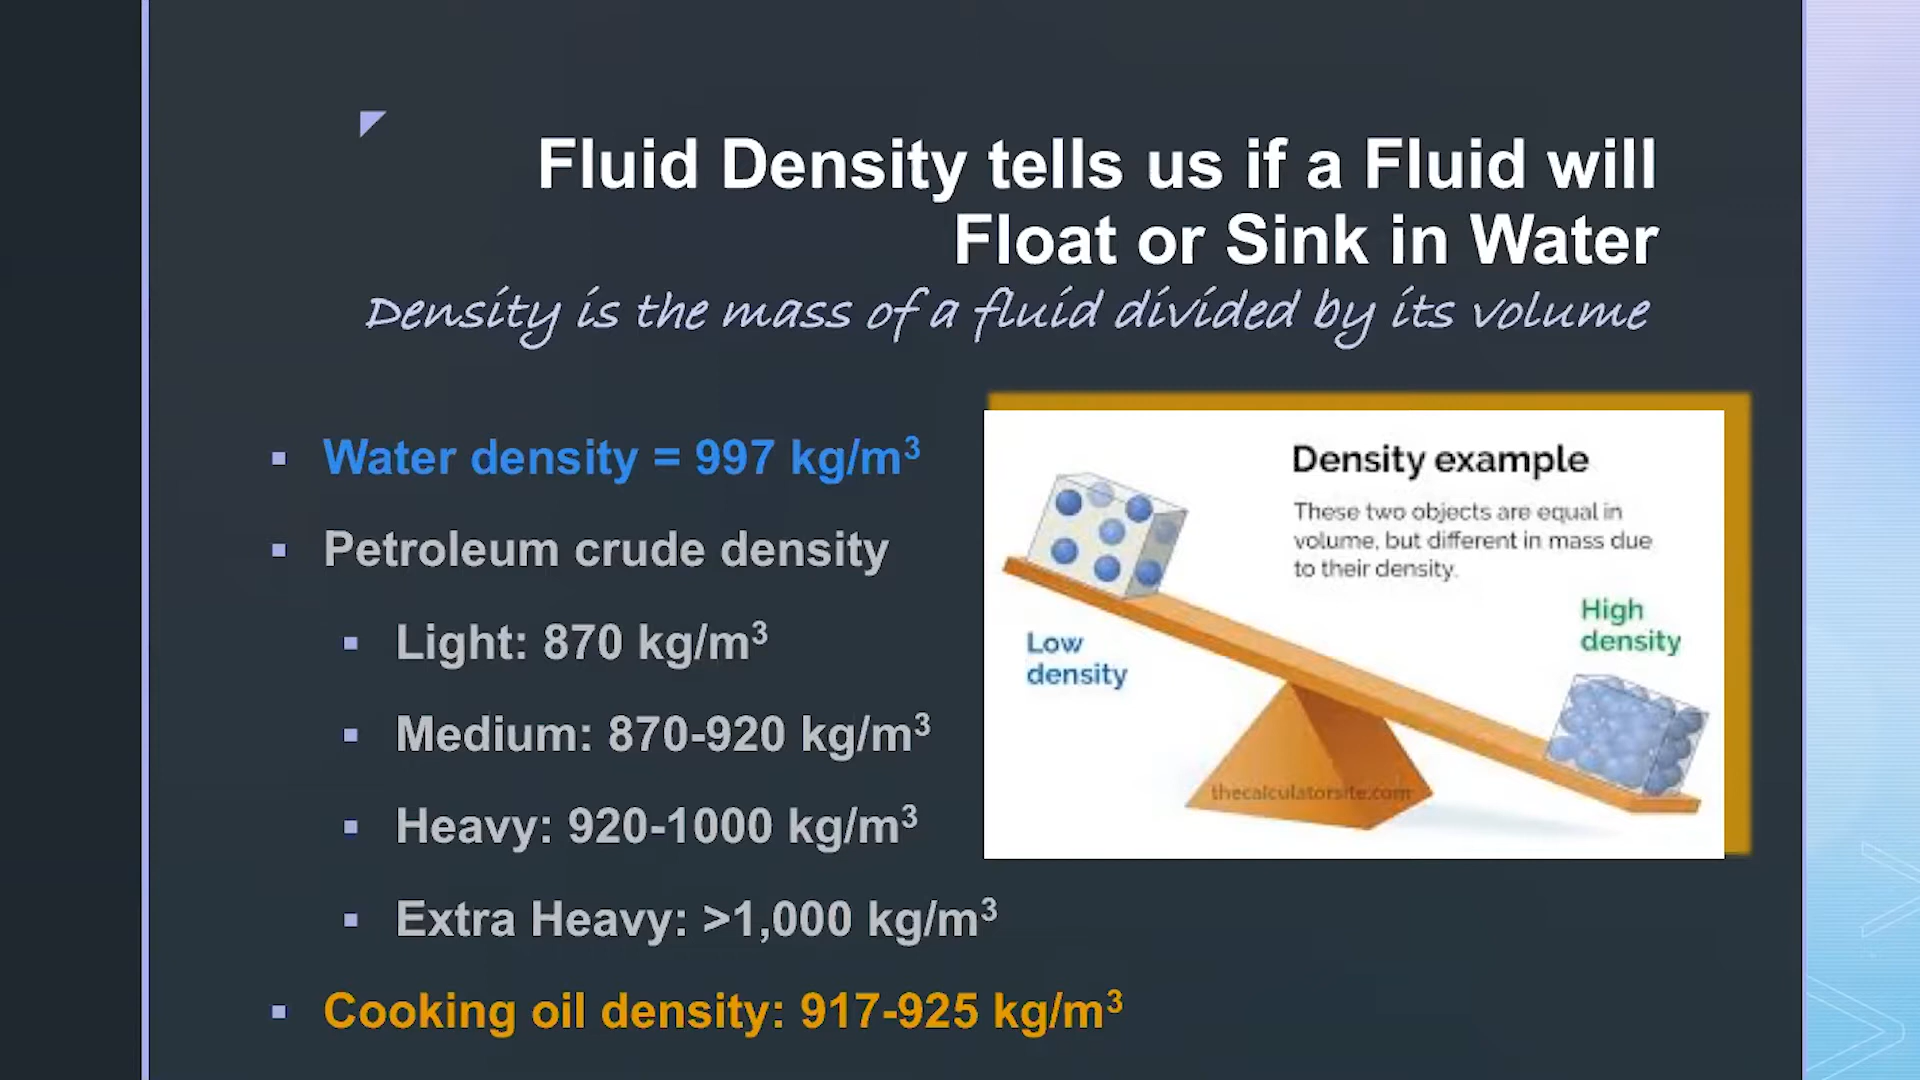 Fluid Density tells us if a Fluid will
Float or Sink in Water
Density is the mass of a fluid divided by its volume
Water density = 997 kg/m³
Petroleum crude density
Light: 870 kg/m³
Medium: 870-920 kg/m³
Heavy: 920-1000 kg/m³
Extra Heavy: >1,000 kg/m³
Cooking oil density: 917-925 kg/m³
Density example
These two objects are equal in
volume, but different in mass due
to their density.
Low
density
High
density
thecalculatorsite.com